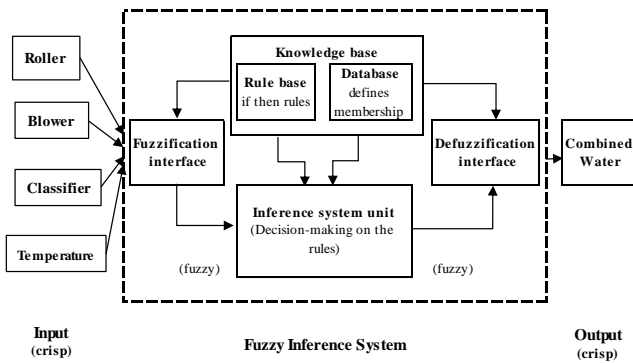 Roller
Blower
Classifier
Temperature
Knowledge base
Rule base
if then rules
Database
defines
membership
Fuzzification
interface
Defuzzification
interface
Combined
Water
Inference system unit
(Decision-making on the
rules)
(fuzzy)
(fuzzy)
Input
(crisp)
Fuzzy Inference System
Output
(crisp)